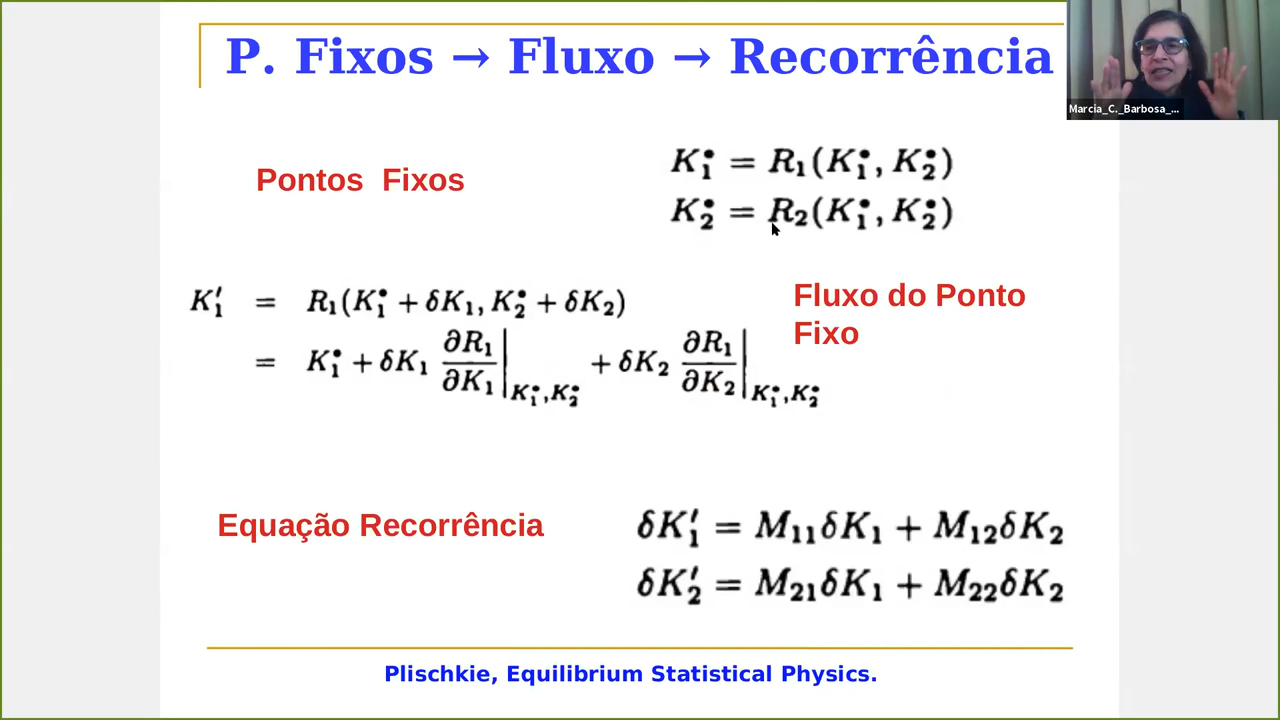 P. Fixos → Fluxo → Recorrência
Marcia_C._Barbosa_...
Pontos Fixos
K₁• = R₁(K₁•, K₂•)
K₂• = R₂(K₁•, K₂•)
K₁′ = R₁(K₁• + δK₁, K₂• + δK₂)
= K₁• + δK₁ ∂R₁/∂K₁|K₁•,K₂• + δK₂ ∂R₁/∂K₂|K₁•,K₂•
Fluxo do Ponto
Fixo
Equação Recorrência
δK₁′ = M₁₁δK₁ + M₁₂δK₂
δK₂′ = M₂₁δK₁ + M₂₂δK₂
Plischkie, Equilibrium Statistical Physics.